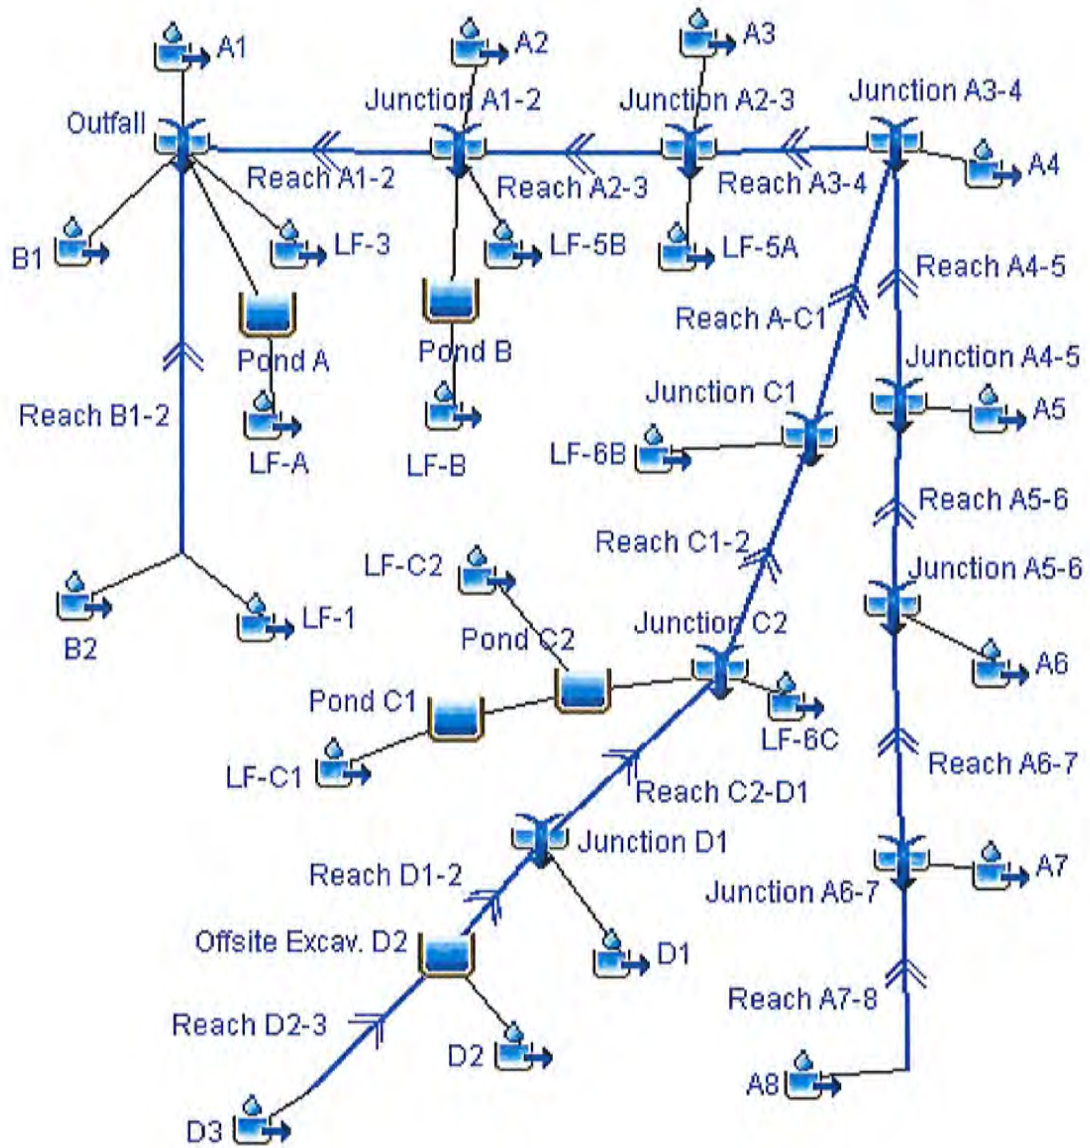 A1
A2
A3
Junction A1-2
Junction A2-3
Junction A3-4
Outfall
Reach A1-2
Reach A2-3
Reach A3-4
A4
B1
LF-3
LF-5B
LF-5A
Reach A4-5
Reach A-C1
Pond A
Pond B
Junction A4-5
Junction C1
Reach B1-2
A5
LF-A
LF-B
LF-6B
Reach A5-6
Reach C1-2
LF-C2
Junction A5-6
LF-1
Junction C2
B2
Pond C2
A6
Pond C1
LF-6C
LF-C1
Reach A6-7
Reach C2-D1
Junction D1
A7
Reach D1-2
Junction A6-7
Offsite Excav. D2
D1
Reach A7-8
Reach D2-3
D2
A8
D3